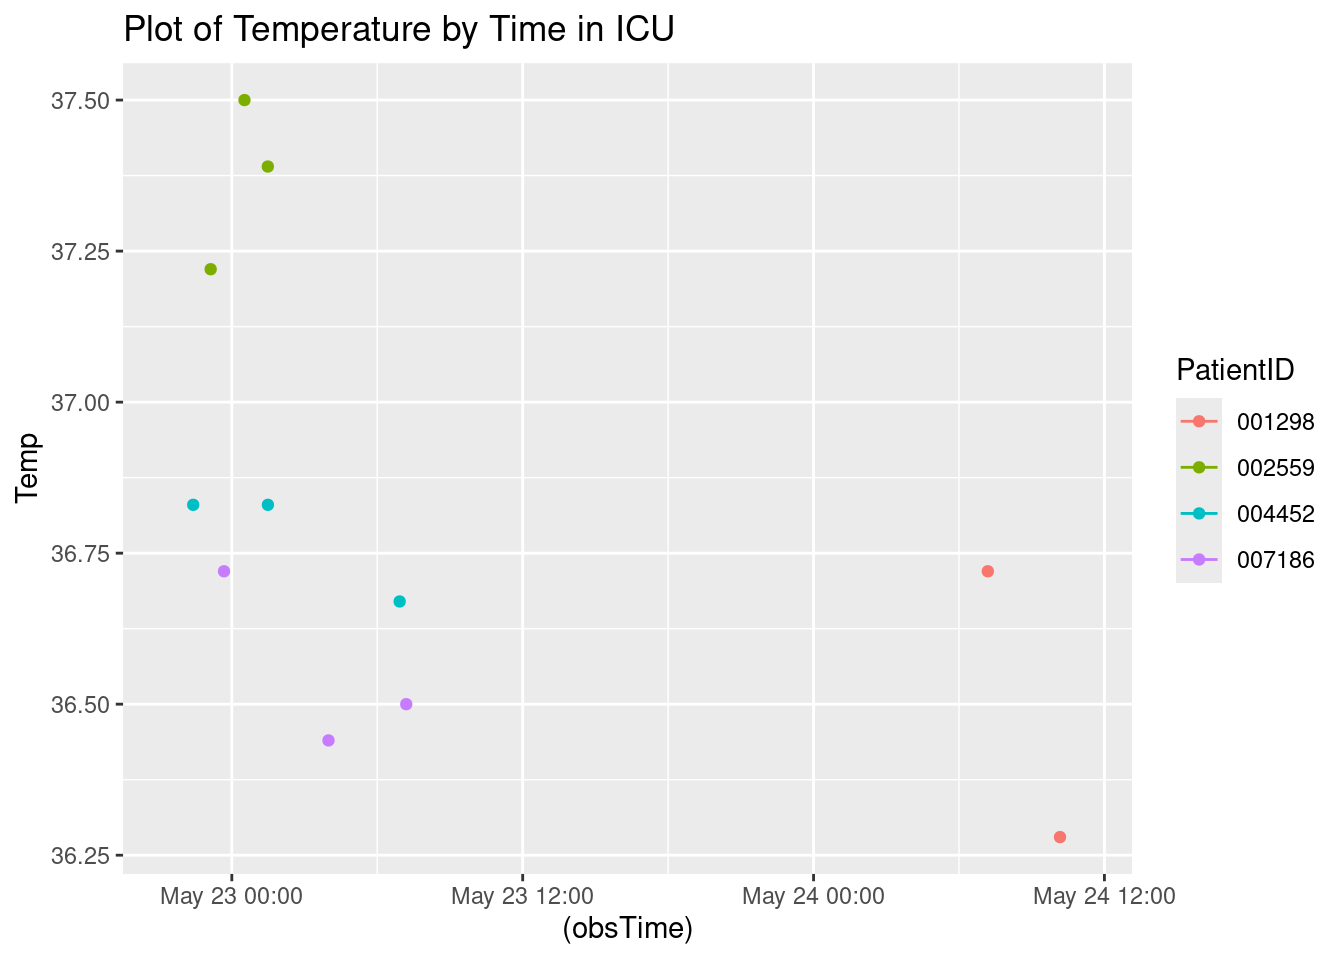 Plot of Temperature by Time in ICU
37.50
37.25
37.00
36.75
36.50
36.25
Temp
May 23 00:00
May 23 12:00
May 24 00:00
May 24 12:00
(obsTime)
PatientID
001298
002559
004452
007186